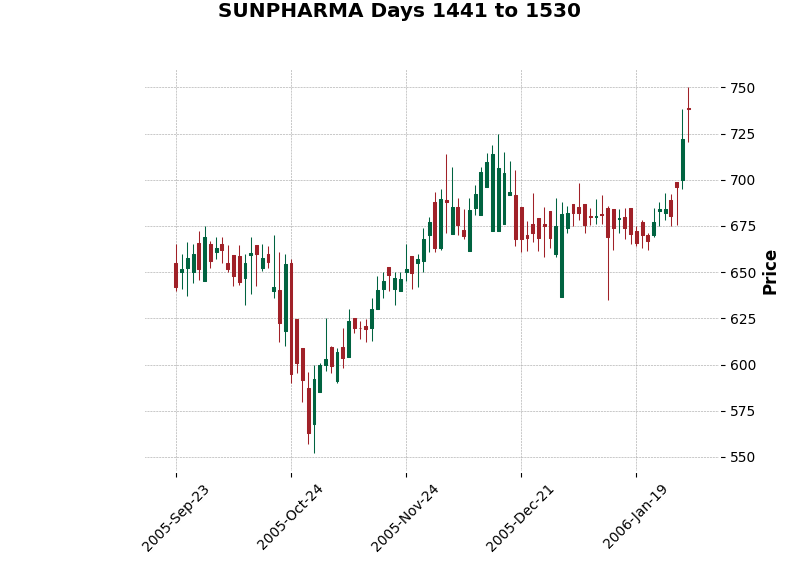 SUNPHARMA Days 1441 to 1530
750
725
700
675
650
625
600
575
550
Price
2005-Sep-23
2005-Oct-24
2005-Nov-24
2005-Dec-21
2006-Jan-19